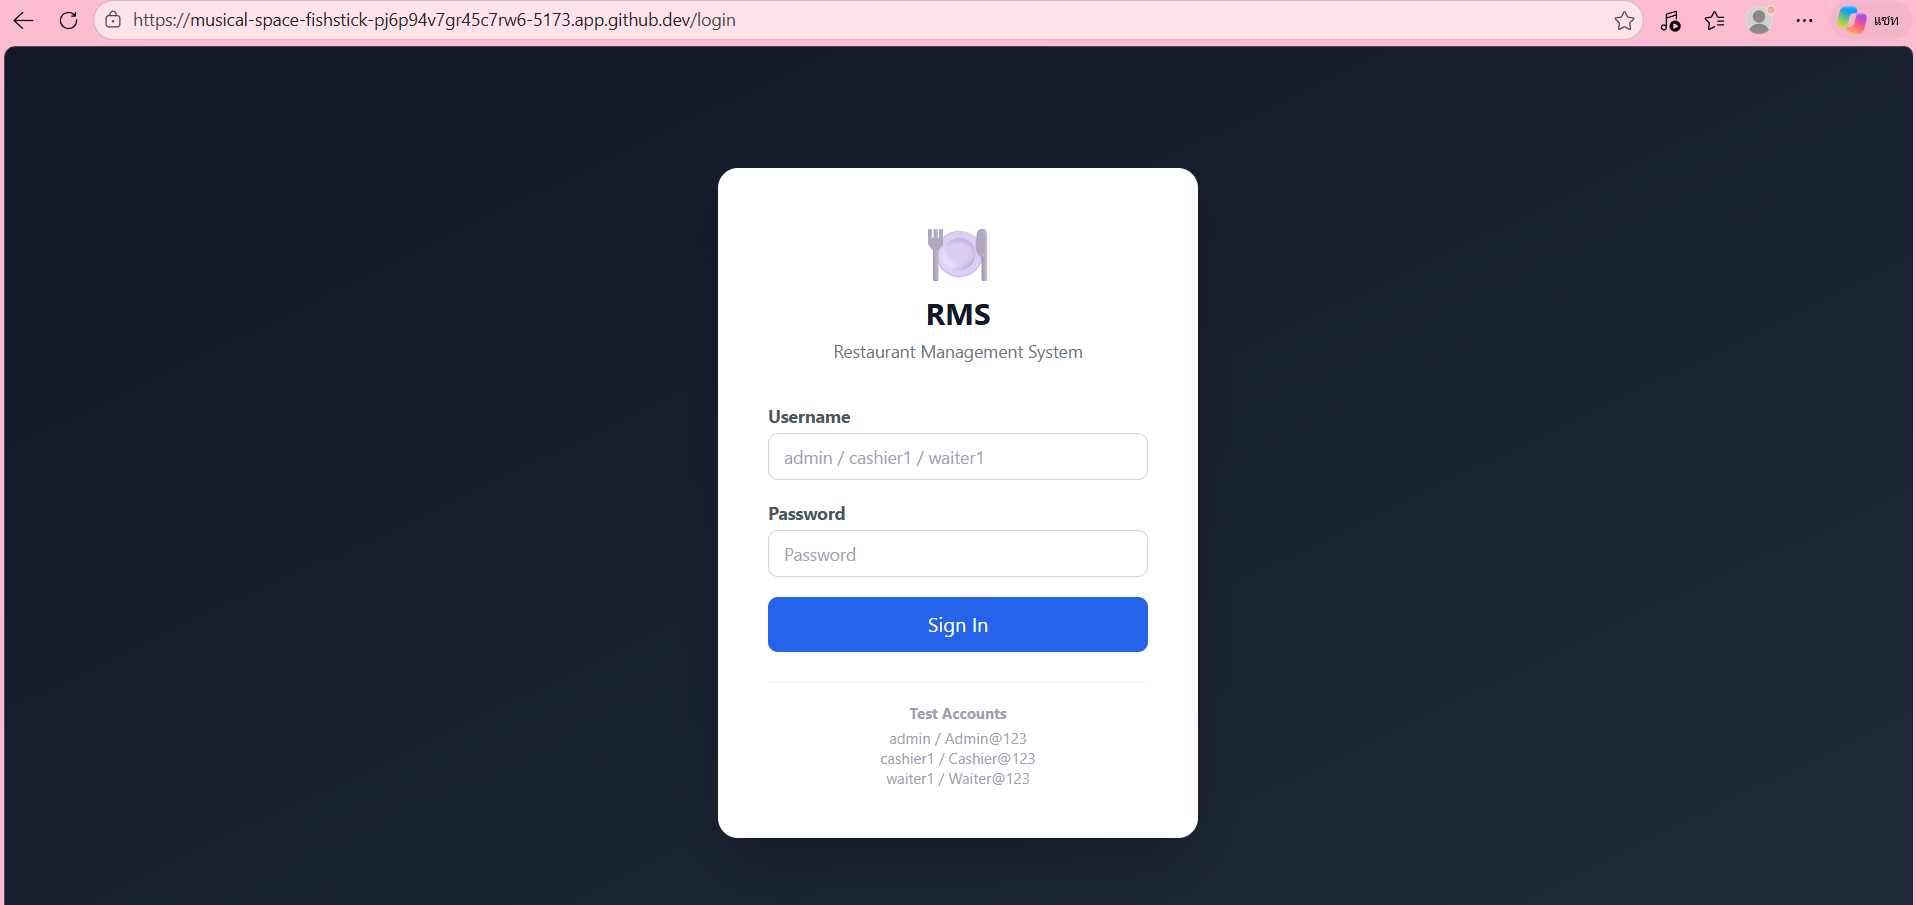 https://musical-space-fishstick-pj6p94v7gr45c7rw6-5173.app.github.dev/login
แชท
RMS
Restaurant Management System
Username
admin / cashier1 / waiter1
Password
Password
Sign In
Test Accounts
admin / Admin@123
cashier1 / Cashier@123
waiter1 / Waiter@123